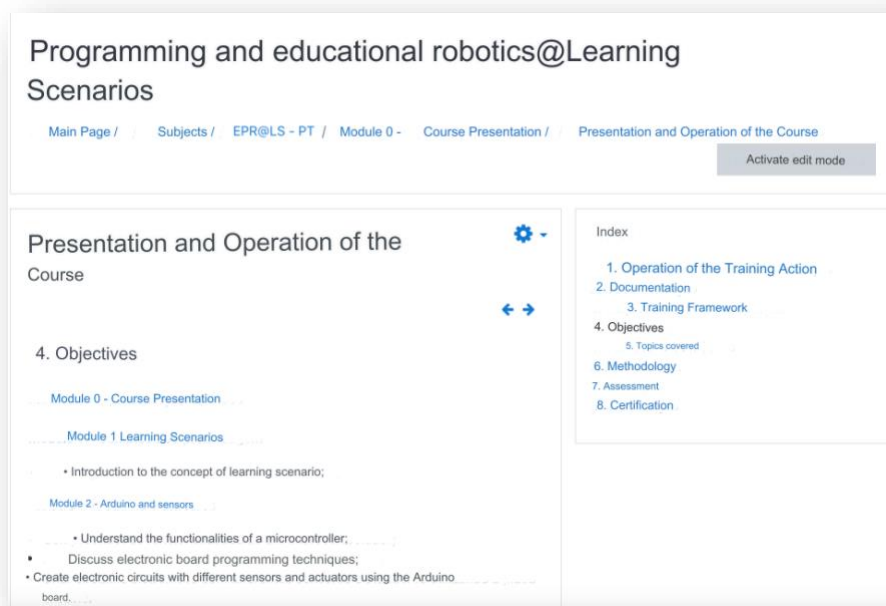 Programming and educational robotics@Learning
Scenarios
Main Page / Subjects / EPR@LS - PT / Module 0 - Course Presentation / Presentation and Operation of the Course
Activate edit mode
Presentation and Operation of the
Course
4. Objectives
Module 0 - Course Presentation
Module 1 Learning Scenarios
• Introduction to the concept of learning scenario;
Module 2 - Arduino and sensors
• Understand the functionalities of a microcontroller;
• Discuss electronic board programming techniques;
• Create electronic circuits with different sensors and actuators using the Arduino
board.
Index
1. Operation of the Training Action
2. Documentation
3. Training Framework
4. Objectives
5. Topics covered
6. Methodology
7. Assessment
8. Certification